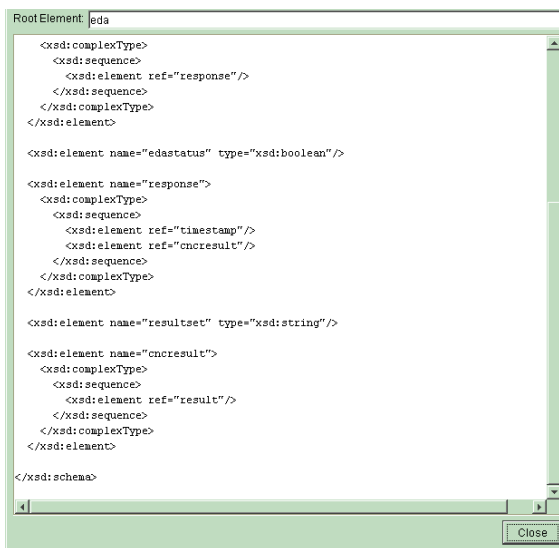 Root Element: eda
<xsd:complexType>
<xsd:sequence>
<xsd:element ref="response"/>
</xsd:sequence>
</xsd:complexType>
</xsd:element>
<xsd:element name="edastatus" type="xsd:boolean"/>
<xsd:element name="response">
<xsd:complexType>
<xsd:sequence>
<xsd:element ref="timestamp"/>
<xsd:element ref="cncresult"/>
</xsd:sequence>
</xsd:complexType>
</xsd:element>
<xsd:element name="resultset" type="xsd:string"/>
<xsd:element name="cncresult">
<xsd:complexType>
<xsd:sequence>
<xsd:element ref="result"/>
</xsd:sequence>
</xsd:complexType>
</xsd:element>
</xsd:schema>
Close